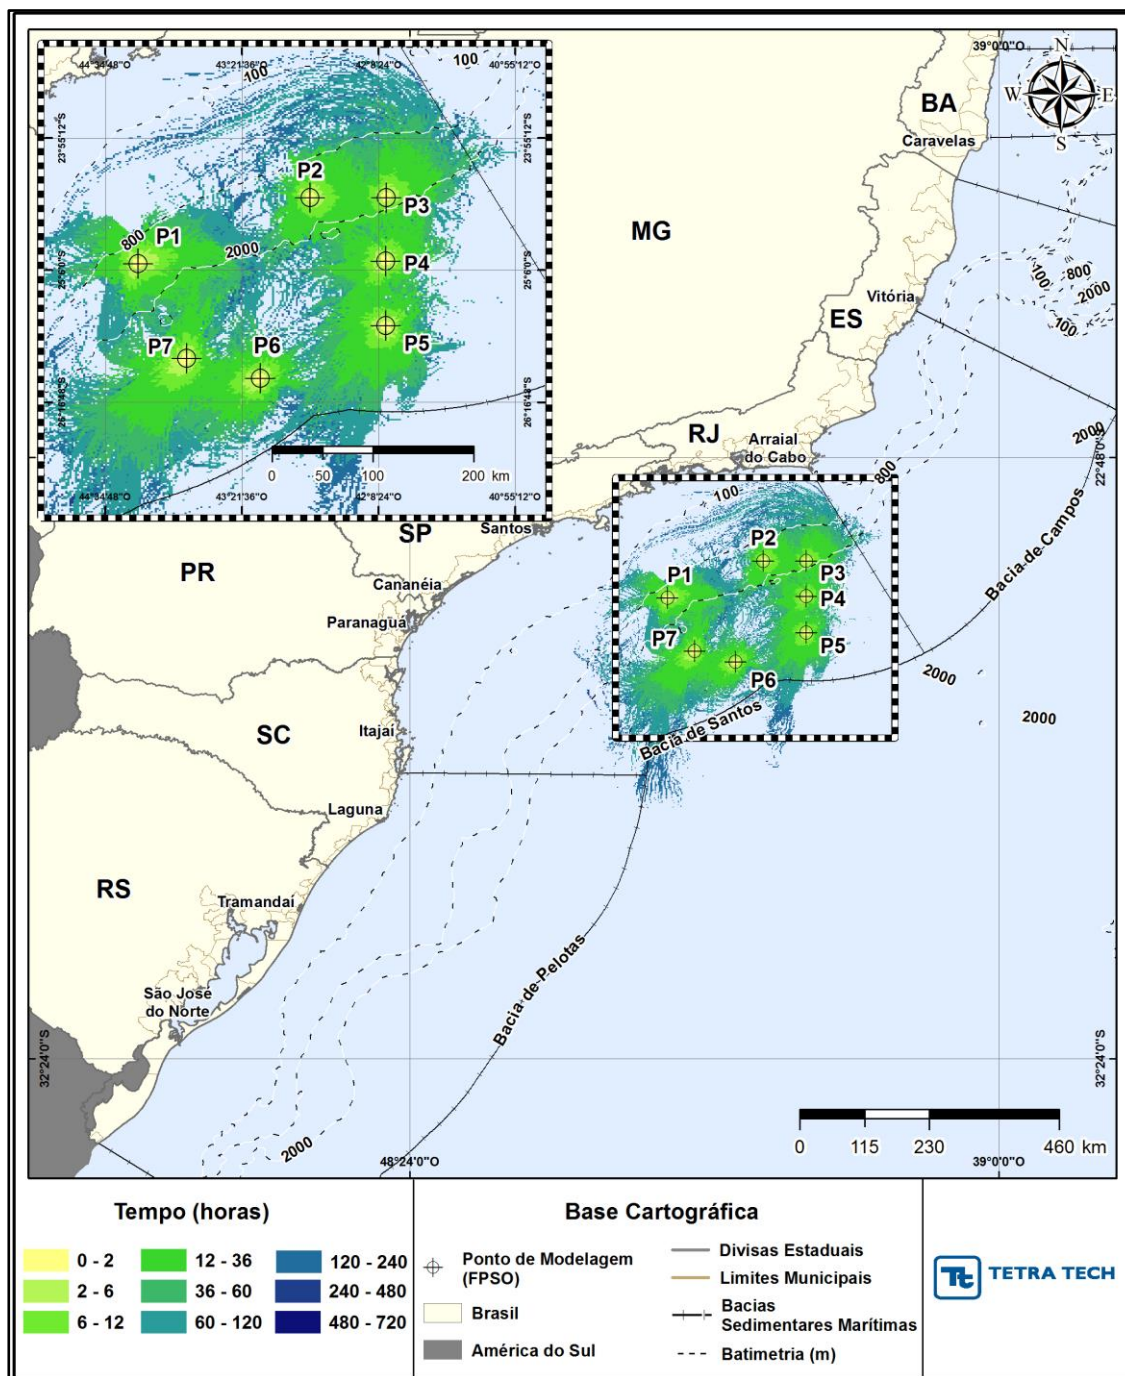 44°34'48"O
43°21'36"O
42°8'24"O
40°55'12"O
39°0'0"O
N
W
E
S
100
100
23°55'12"S
23°55'12"S
P2
P3
800
P1
2000
P4
25°6'0"S
25°6'0"S
P7
P6
P5
26°16'48"S
26°16'48"S
0 50 100 200 km
44°34'48"O
43°21'36"O
42°8'24"O
40°55'12"O
BA
Caravelas
MG
Vitória
ES
100
800
2000
100
RJ
Arraial
do Cabo
2000
22°48'0"S
800
100
Bacia de Campos
Santos
SP
PR
Cananéia
Paranaguá
P2
P3
P1
P4
P7
P5
P6
2000
2000
Bacia de Santos
SC
Itajaí
Laguna
RS
Tramandaí
São José
do Norte
Bacia de Pelotas
32°24'0"S
32°24'0"S
2000
0 115 230 460 km
48°24'0"O
39°0'0"O
Tempo (horas)
0 - 2
12 - 36
120 - 240
2 - 6
36 - 60
240 - 480
6 - 12
60 - 120
480 - 720
Base Cartográfica
Ponto de Modelagem
(FPSO)
Brasil
América do Sul
Divisas Estaduais
Limites Municipais
Bacias
Sedimentares Marítimas
Batimetria (m)
Tt TETRA TECH